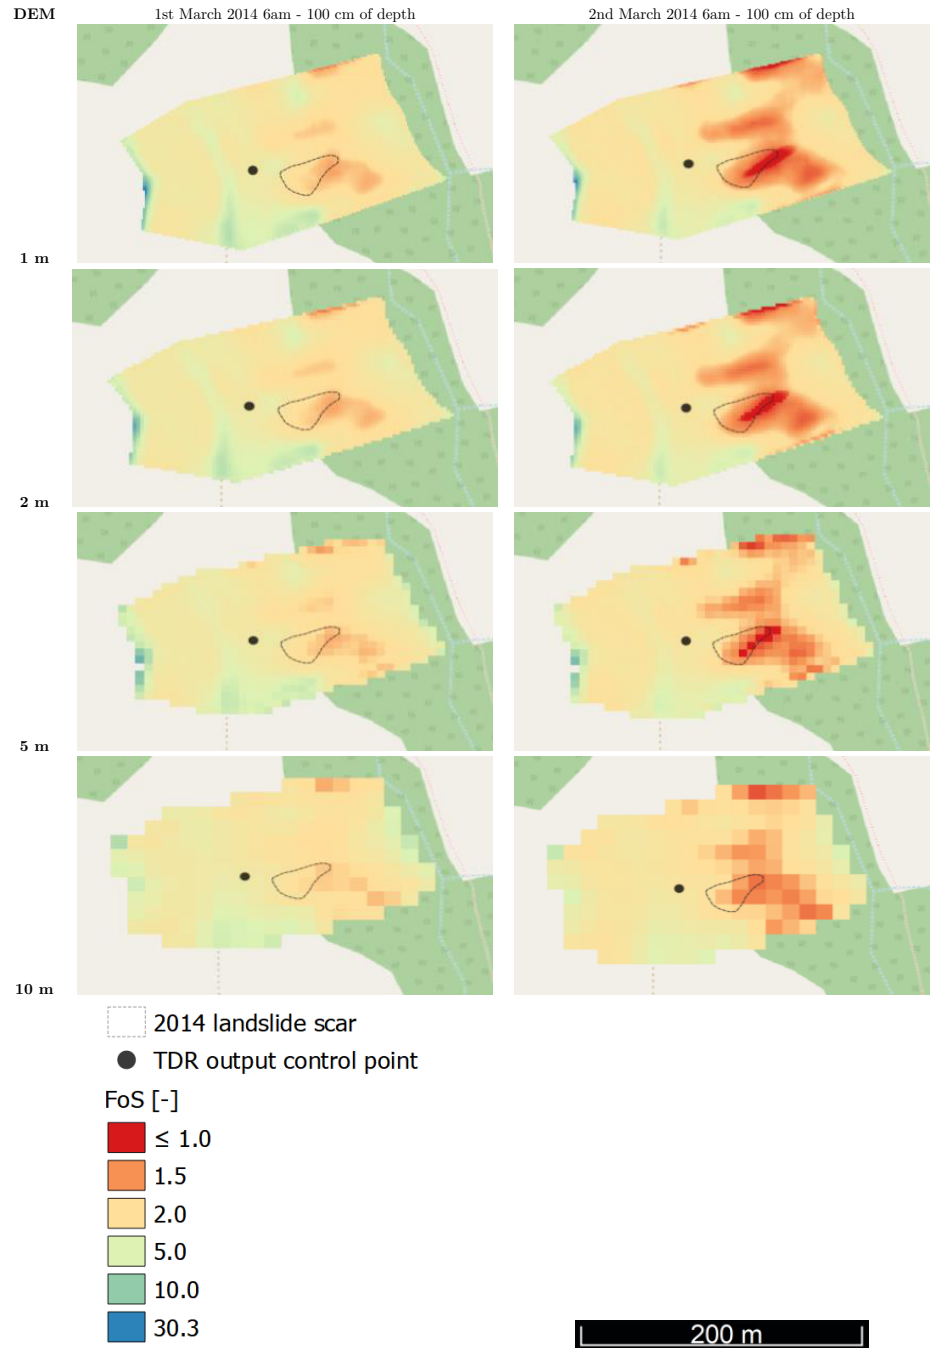 DEM 1st March 2014 6am - 100 cm of depth 2nd March 2014 6am - 100 cm of depth
1 m
2 m
5 m
10 m
2014 landslide scar
TDR output control point
FoS [-]
≤ 1.0
1.5
2.0
5.0
10.0
30.3
200 m